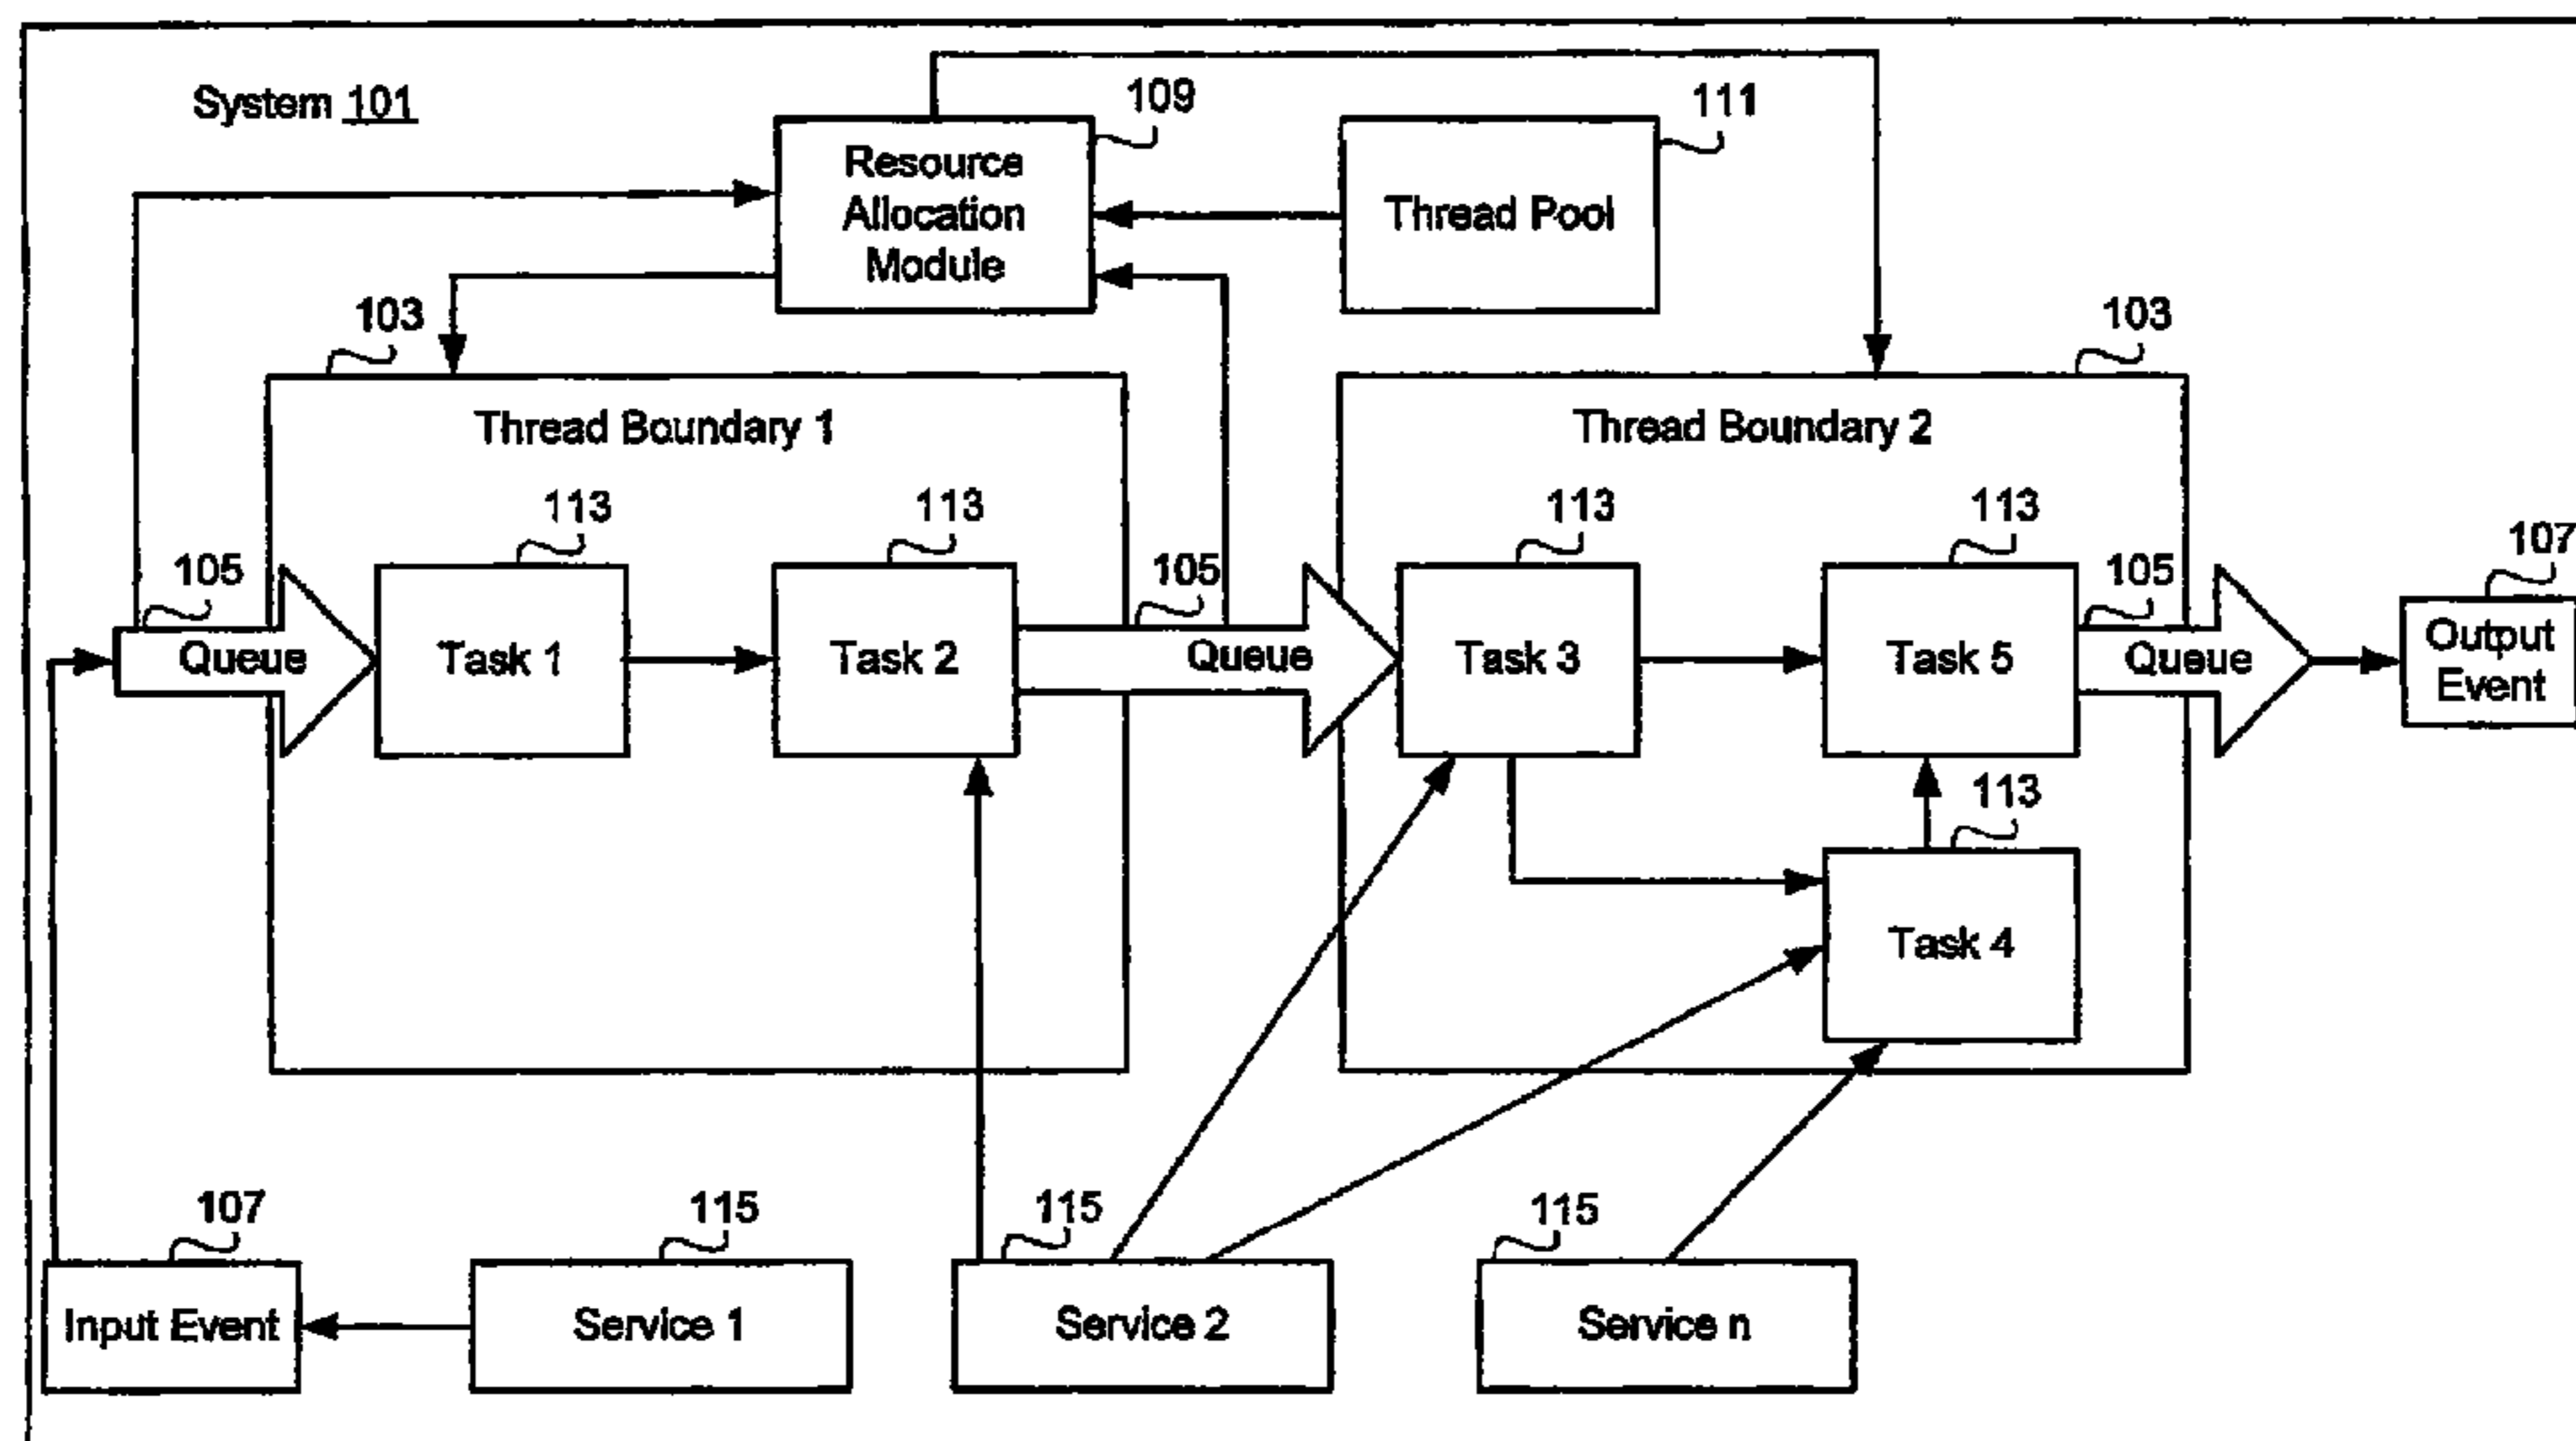 System 101
109
111
Resource
Allocation
Module
Thread Pool
103
103
Thread Boundary 1
Thread Boundary 2
113
113
113
113
107
105
105
105
Queue
Task 1
Task 2
Queue
Task 3
Task 5
Queue
Output
Event
113
Task 4
107
115
115
115
Input Event
Service 1
Service 2
Service n